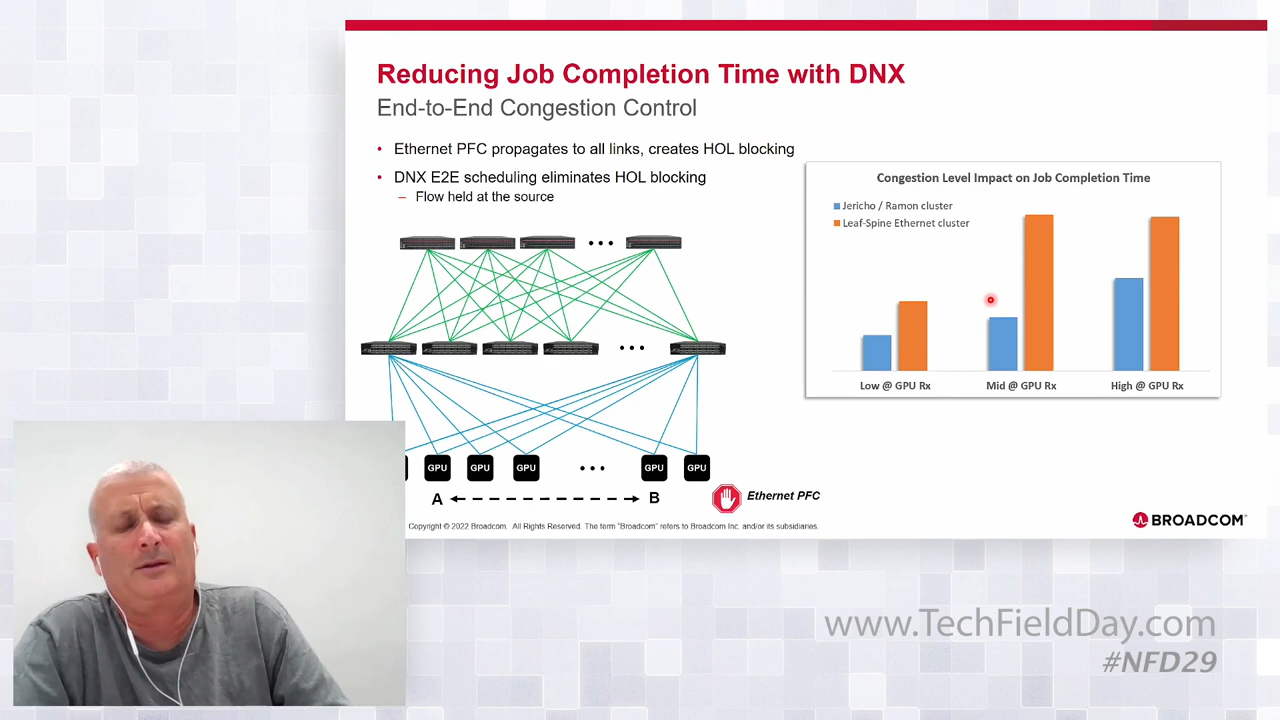 Reducing Job Completion Time with DNX
End-to-End Congestion Control
• Ethernet PFC propagates to all links, creates HOL blocking
• DNX E2E scheduling eliminates HOL blocking
– Flow held at the source
Congestion Level Impact on Job Completion Time
Jericho / Ramon cluster
Leaf-Spine Ethernet cluster
Low @ GPU Rx
Mid @ GPU Rx
High @ GPU Rx
GPU GPU GPU GPU GPU
A B
Ethernet PFC
Copyright © 2022 Broadcom. All Rights Reserved. The term "Broadcom" refers to Broadcom Inc. and/or its subsidiaries.
BROADCOM®
www.TechFieldDay.com
#NFD29